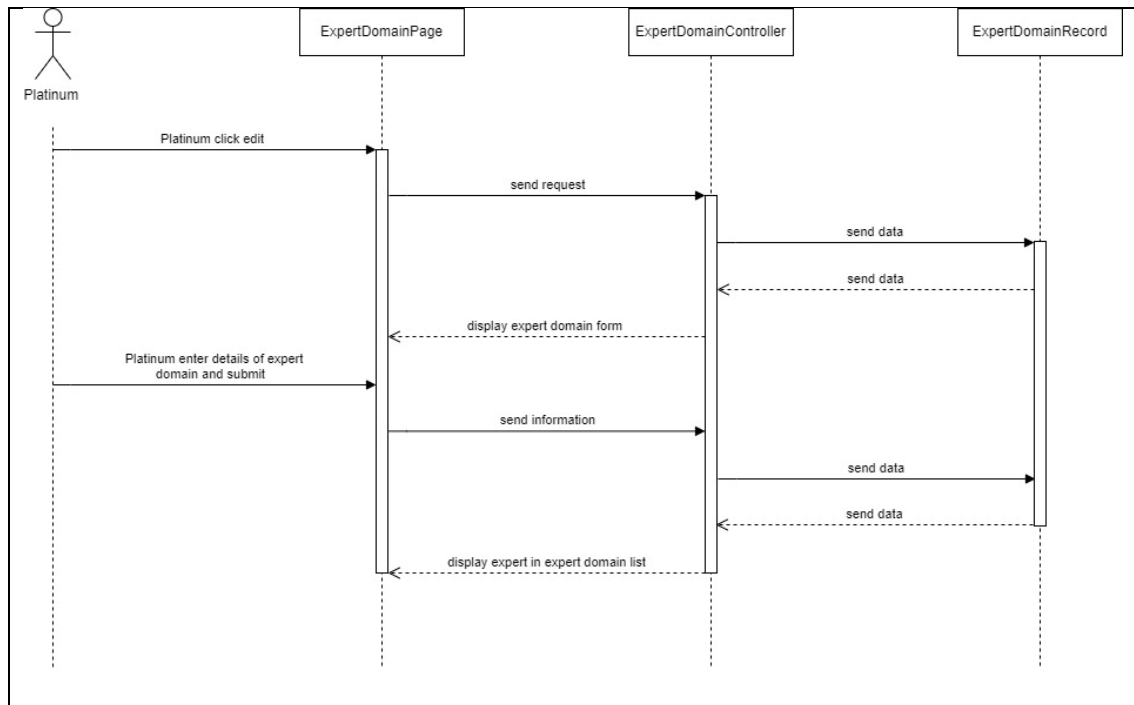 ExpertDomainPage
ExpertDomainController
ExpertDomainRecord
Platinum
Platinum click edit
send request
send data
send data
display expert domain form
Platinum enter details of expert
domain and submit
send information
send data
send data
display expert in expert domain list